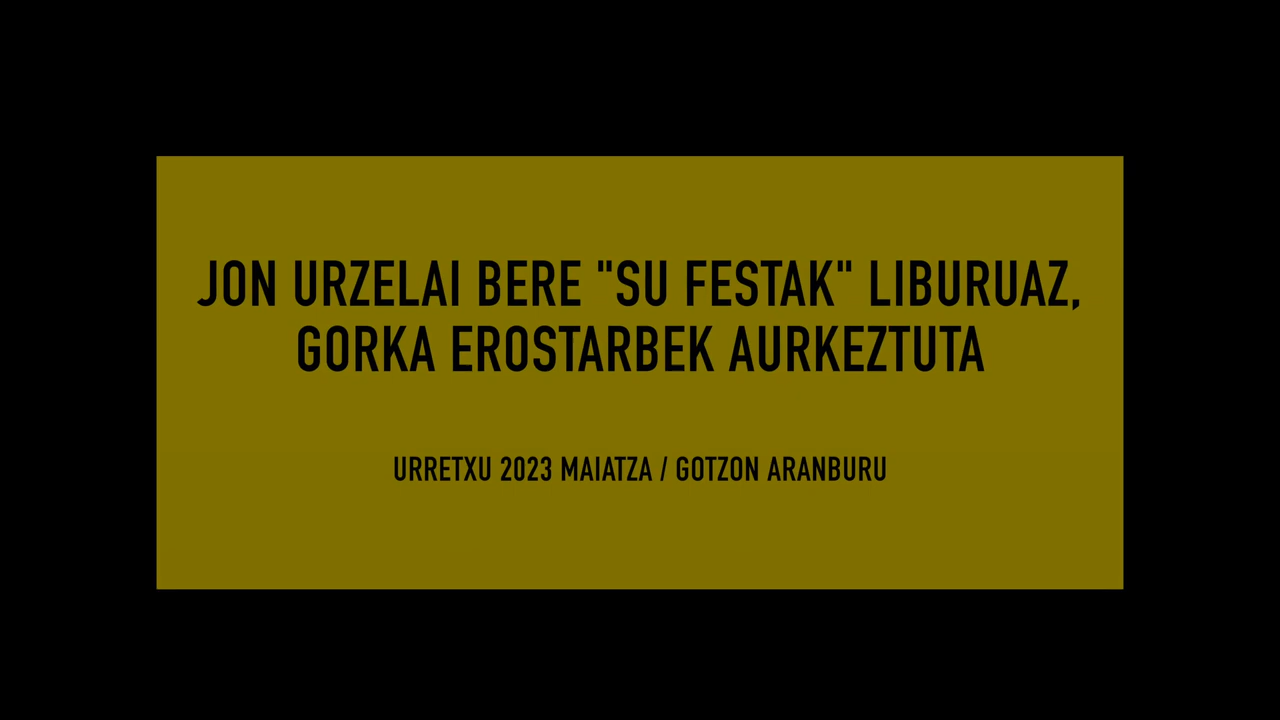 JON URZELAI BERE "SU FESTAK" LIBURUAZ,
GORKA EROSTARBEK AURKEZTUTA
URRETXU 2023 MAIATZA / GOTZON ARANBURU